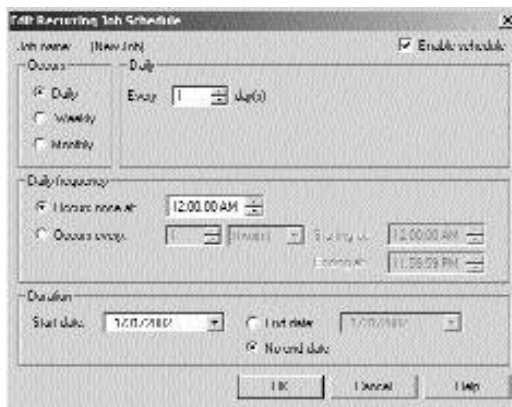 Edit Recurring Job Schedule
Job name: (New Job)
Enable schedule
Occurs
Daily
Weekly
Monthly
Daily
Every 1 day(s)
Daily frequency
Occurs once at: 12:00:00 AM
Occurs every: 1 Starting at: 12:00:00 AM
Ending at: 11:59:59 PM
Duration
Start date:
End date:
No end date
OK Cancel Help